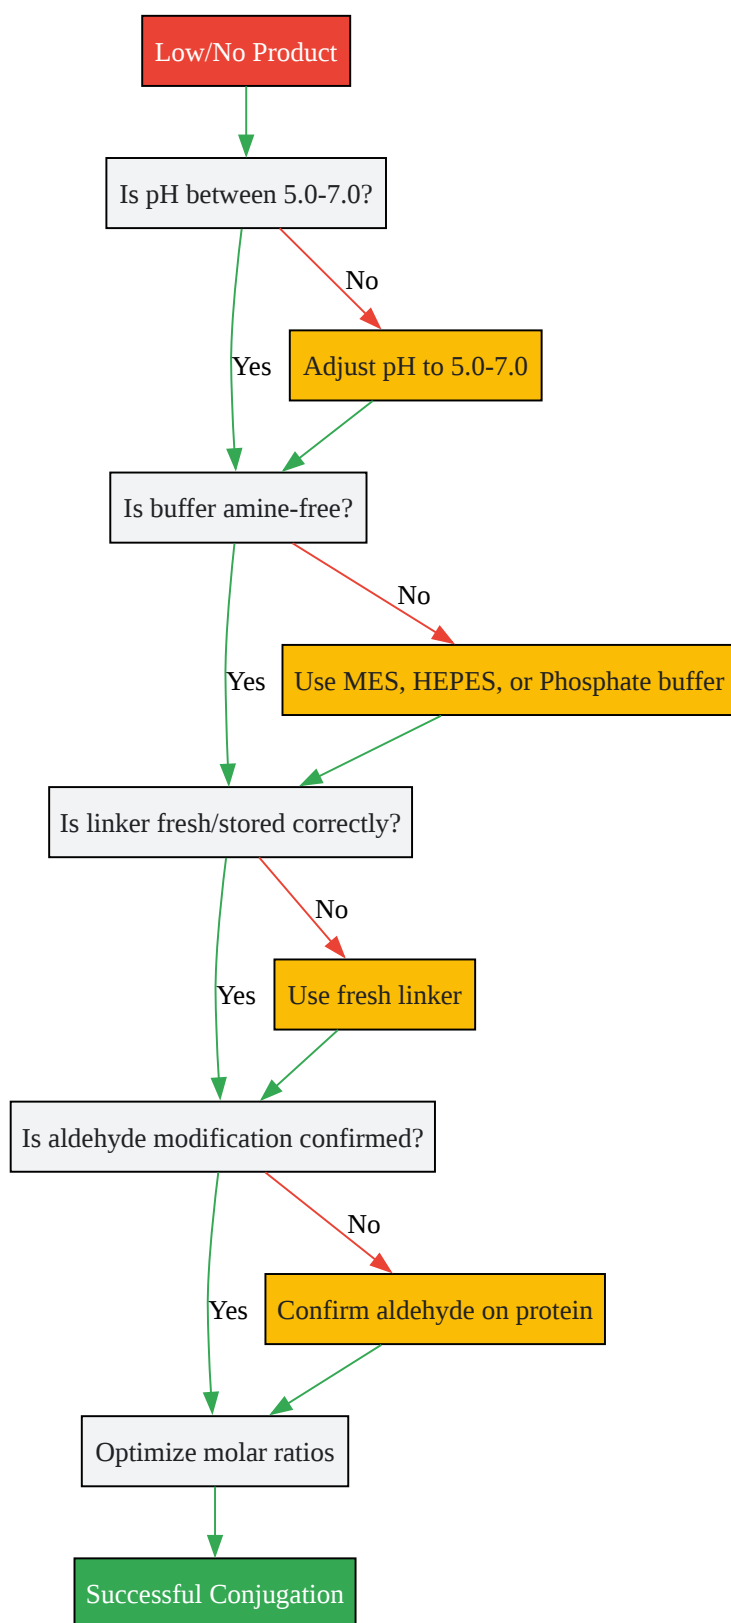 Low/No Product
Is pH between 5.0-7.0?
No
Yes
Adjust pH to 5.0-7.0
Is buffer amine-free?
No
Yes
Use MES, HEPES, or Phosphate buffer
Is linker fresh/stored correctly?
No
Yes
Use fresh linker
Is aldehyde modification confirmed?
No
Yes
Confirm aldehyde on protein
Optimize molar ratios
Successful Conjugation